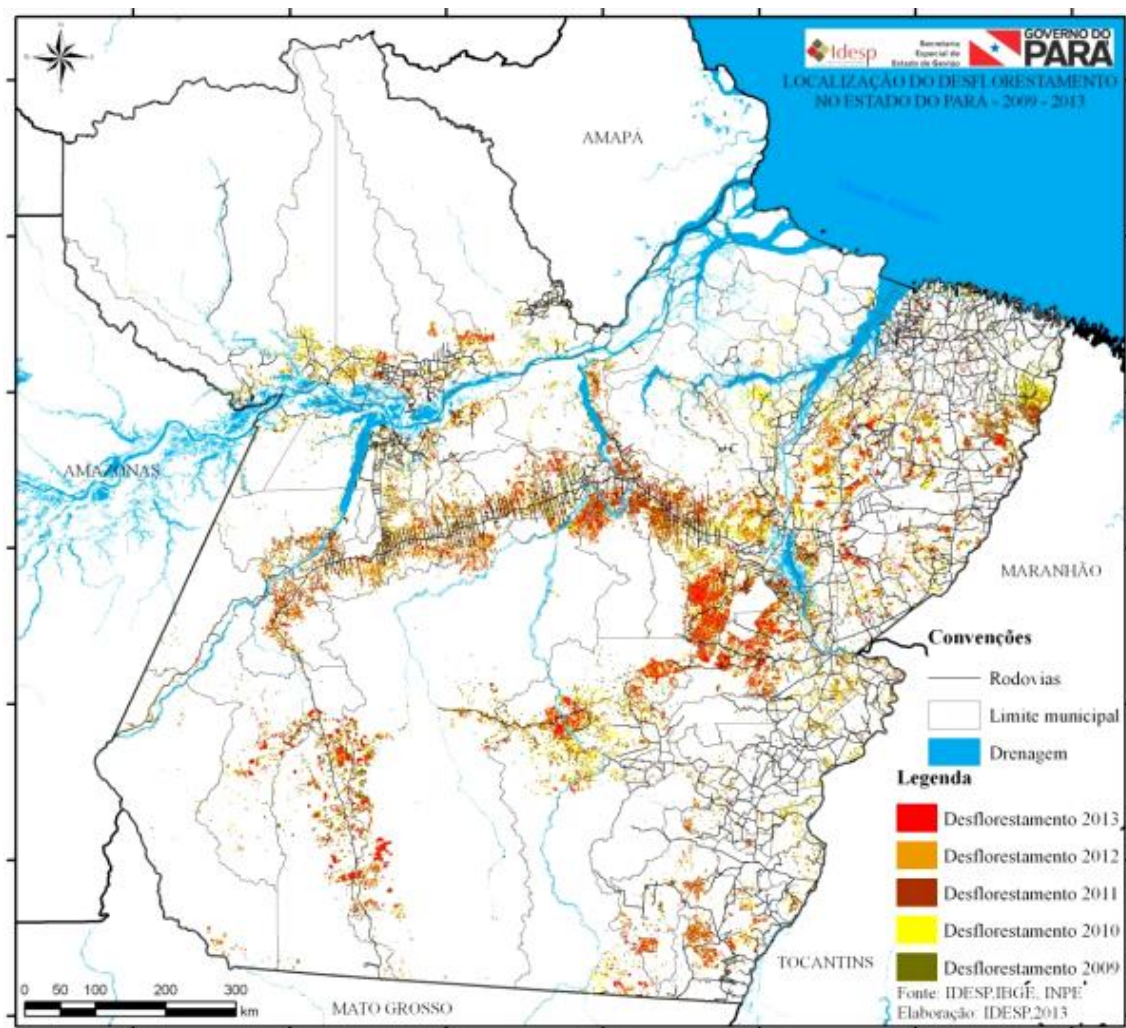 Idesp
Secretaria
Especial de
Estado de Gestão
GOVERNO DO
PARÁ
LOCALIZAÇÃO DO DESFLORESTAMENTO
NO ESTADO DO PARÁ - 2009 - 2013
AMAPÁ
AMAZONAS
MARANHÃO
TOCANTINS
MATO GROSSO
Convenções
Rodovias
Limite municipal
Drenagem
Legenda
Desflorestamento 2013
Desflorestamento 2012
Desflorestamento 2011
Desflorestamento 2010
Desflorestamento 2009
Fonte: IDESP,IBGE, INPE
Elaboração: IDESP,2013
0 50 100 200 300
km